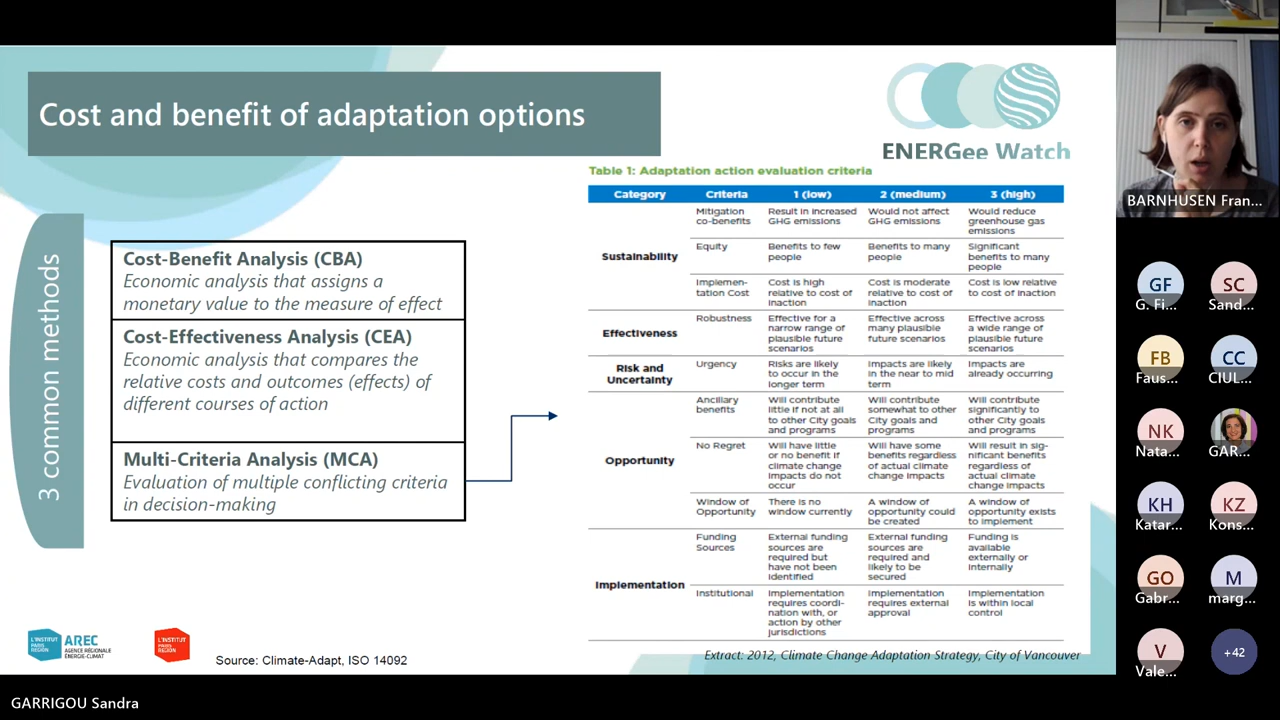 Cost and benefit of adaptation options
ENERGee Watch
3 common methods
Cost-Benefit Analysis (CBA)
Economic analysis that assigns a
monetary value to the measure of effect
Cost-Effectiveness Analysis (CEA)
Economic analysis that compares the
relative costs and outcomes (effects) of
different courses of action
Multi-Criteria Analysis (MCA)
Evaluation of multiple conflicting criteria
in decision-making
Table 1: Adaptation action evaluation criteria
Category Criteria 1 (low) 2 (medium) 3 (high)
Sustainability
Mitigation
co-benefits
Result in increased
GHG emissions
Would not affect
GHG emissions
Would reduce
greenhouse gas
emissions
Equity
Benefits to few
people
Benefits to many
people
Significant
benefits to many
people
Implemen-
tation Cost
Cost is high
relative to cost of
inaction
Cost is moderate
relative to cost of
inaction
Cost is low relative
to cost of inaction
Effectiveness
Robustness
Effective for a
narrow range of
plausible future
scenarios
Effective across
many plausible
future scenarios
Effective across
a wide range of
plausible future
scenarios
Risk and
Uncertainty
Urgency
Risks are likely
to occur in the
longer term
Impacts are likely
in the near to mid
term
Impacts are
already occurring
Opportunity
Ancillary
benefits
Will contribute
little if not at all
to other City goals
and programs
Will contribute
somewhat to other
City goals and
programs
Will contribute
significantly to
other City goals
and programs
No Regret
Will have little
or no benefit if
climate change
impacts do not
occur
Will have some
benefits regardless
of actual climate
change impacts
Will result in sig-
nificant benefits
regardless of
actual climate
change impacts
Window of
Opportunity
There is no
window currently
A window of
opportunity could
be created
A window of
opportunity exists
to implement
Implementation
Funding
Sources
External funding
sources are
required but
have not been
identified
External funding
sources are
required and
likely to be
secured
Funding is
available
externally or
internally
Institutional
Implementation
requires coordi-
nation with, or
action by other
jurisdictions
Implementation
requires external
approval
Implementation
is within local
control
Extract: 2012, Climate Change Adaptation Strategy, City of Vancouver
L'INSTITUT
PARIS
REGION
AREC
AGENCE RÉGIONALE
ÉNERGIE-CLIMAT
L'INSTITUT
PARIS
REGION
Source: Climate-Adapt, ISO 14092
GARRIGOU Sandra
BARNHUSEN Fran...
GF
G. Fi...
SC
Sand...
FB
Faus...
CC
CIUL...
NK
Nata...
GAR...
KH
Katar...
KZ
Kons...
GO
Gabr...
M
marg...
V
Vale...
+42